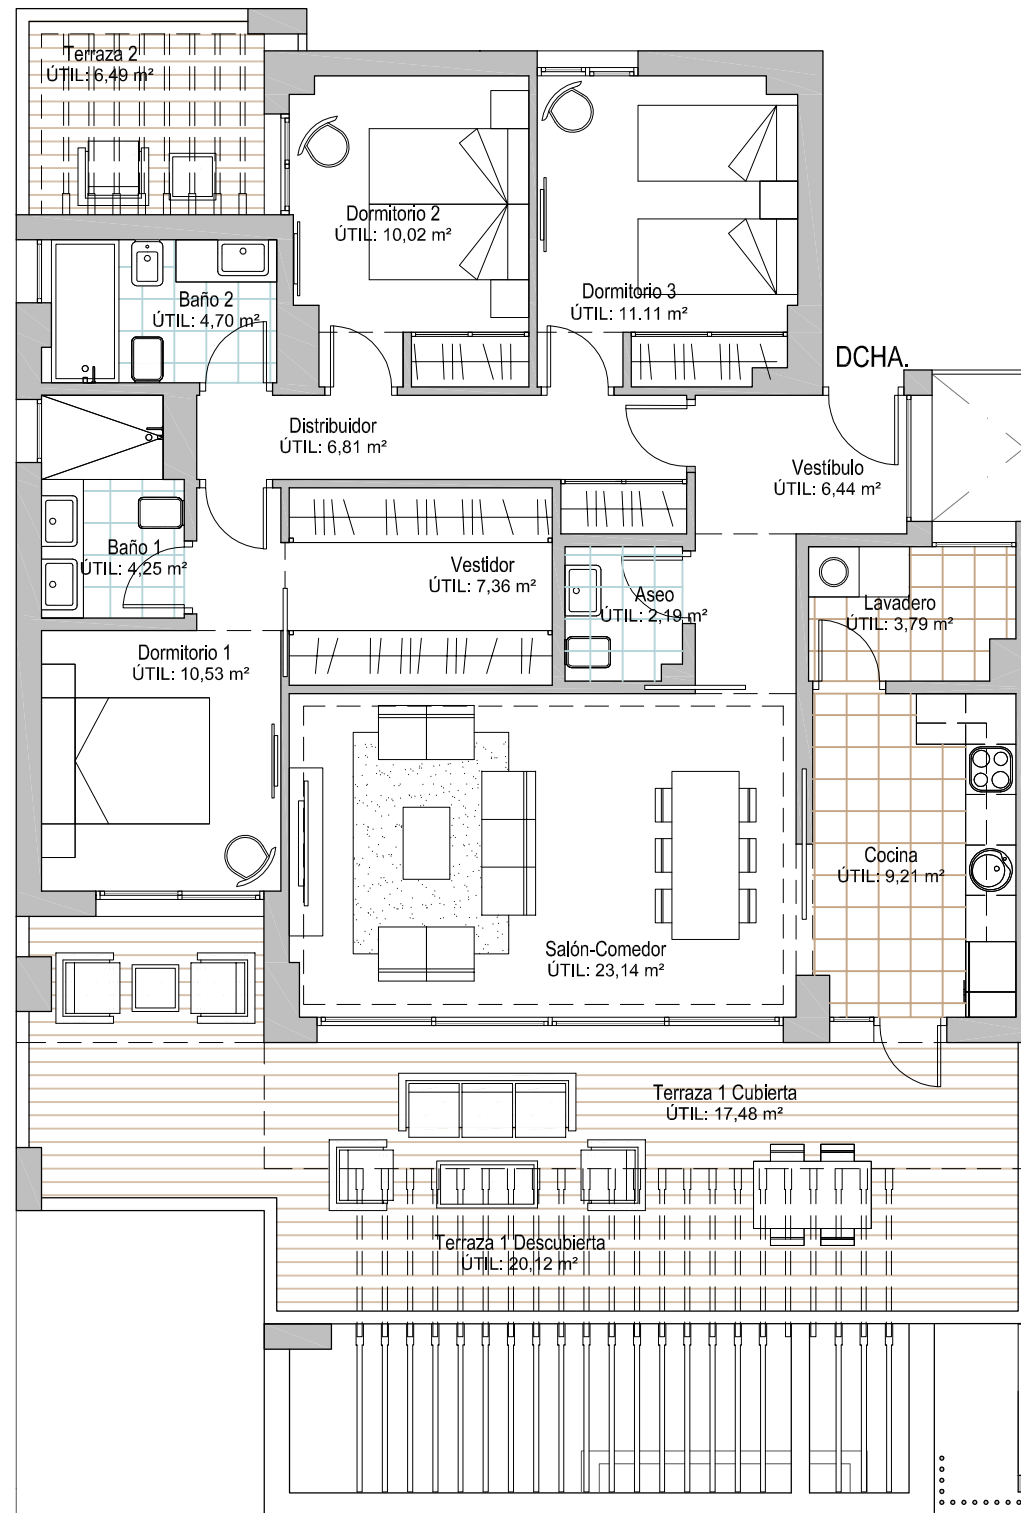 Terraza 2
ÚTIL: 6,49 m²
Dormitorio 2
ÚTIL: 10,02 m²
Dormitorio 3
ÚTIL: 11.11 m²
Baño 2
ÚTIL: 4,70 m²
DCHA.
Distribuidor
ÚTIL: 6,81 m²
Vestíbulo
ÚTIL: 6,44 m²
Baño 1
ÚTIL: 4,25 m²
Vestidor
ÚTIL: 7,36 m²
Aseo
ÚTIL: 2,19 m²
Lavadero
ÚTIL: 3,79 m²
Dormitorio 1
ÚTIL: 10,53 m²
Cocina
ÚTIL: 9,21 m²
Salón-Comedor
ÚTIL: 23,14 m²
Terraza 1 Cubierta
ÚTIL: 17,48 m²
Terraza 1 Descubierta
ÚTIL: 20,12 m²